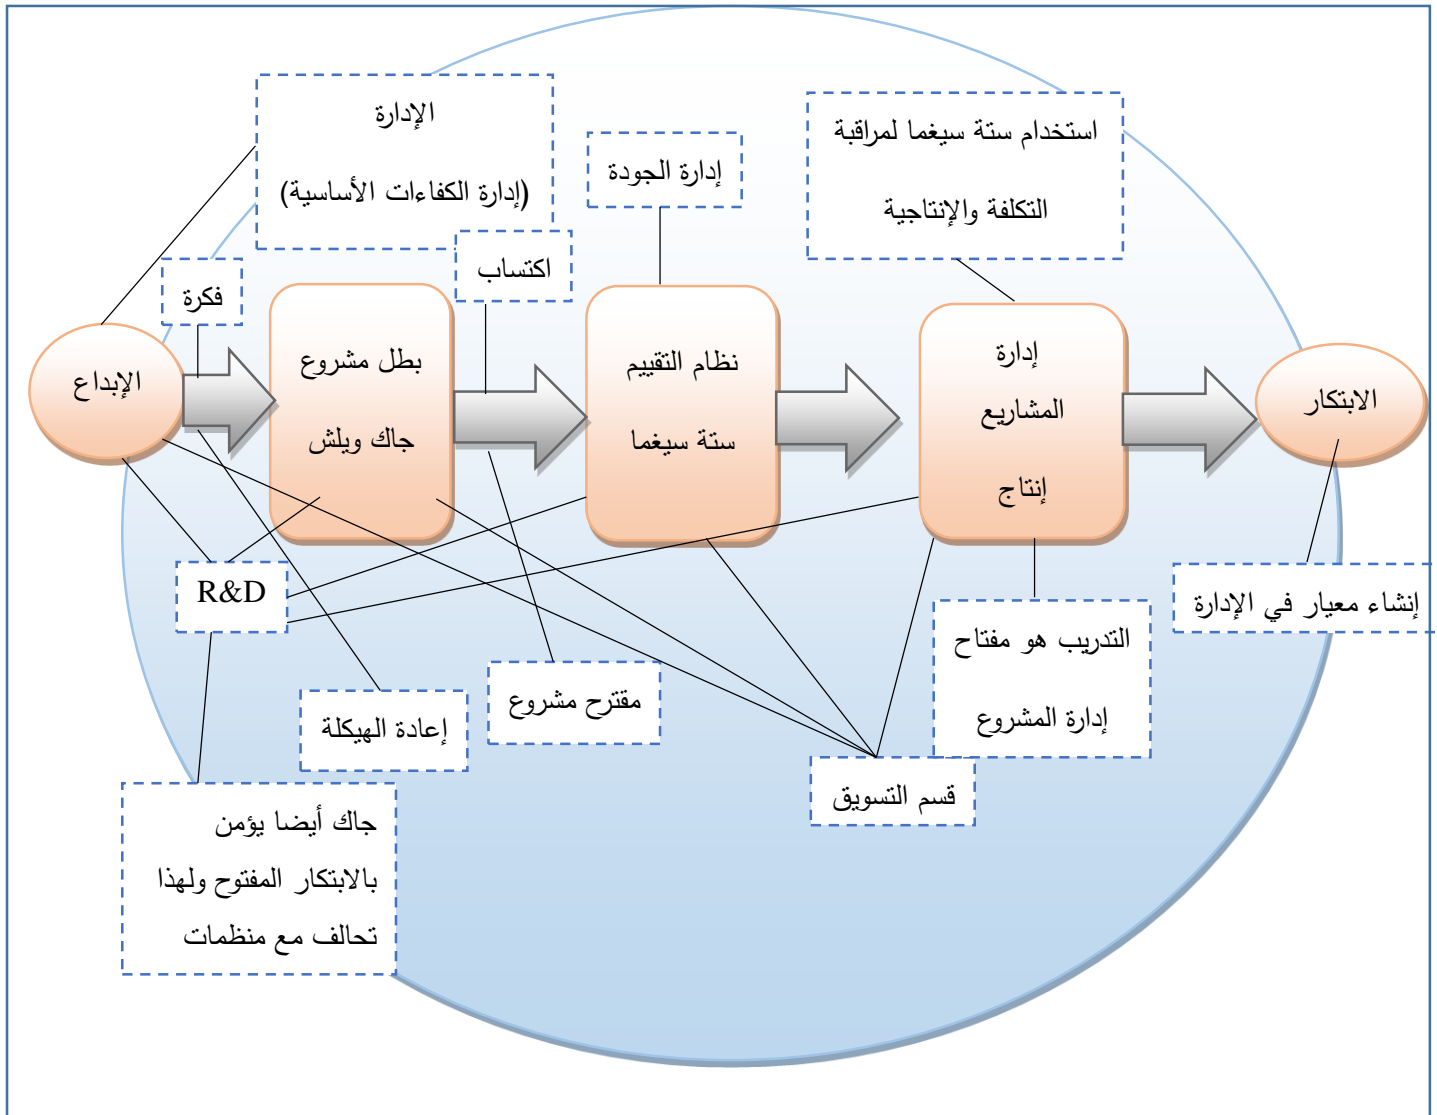 الإدارة
(إدارة الكفاءات الأساسية)
استخدام ستة سيغما لمراقبة
التكلفة والإنتاجية
إدارة الجودة
اكتساب
فكرة
الإبداع
بطل مشروع
جاك ويلش
نظام التقييم
ستة سيغما
إدارة
المشاريع
إنتاج
الابتكار
R&D
إعادة الهيكلة
مقترح مشروع
قسم التسويق
التدريب هو مفتاح
إدارة المشروع
إنشاء معيار في الإدارة
جاك أيضا يؤمن
بالابتكار المفتوح ولهذا
تحالف مع منظمات